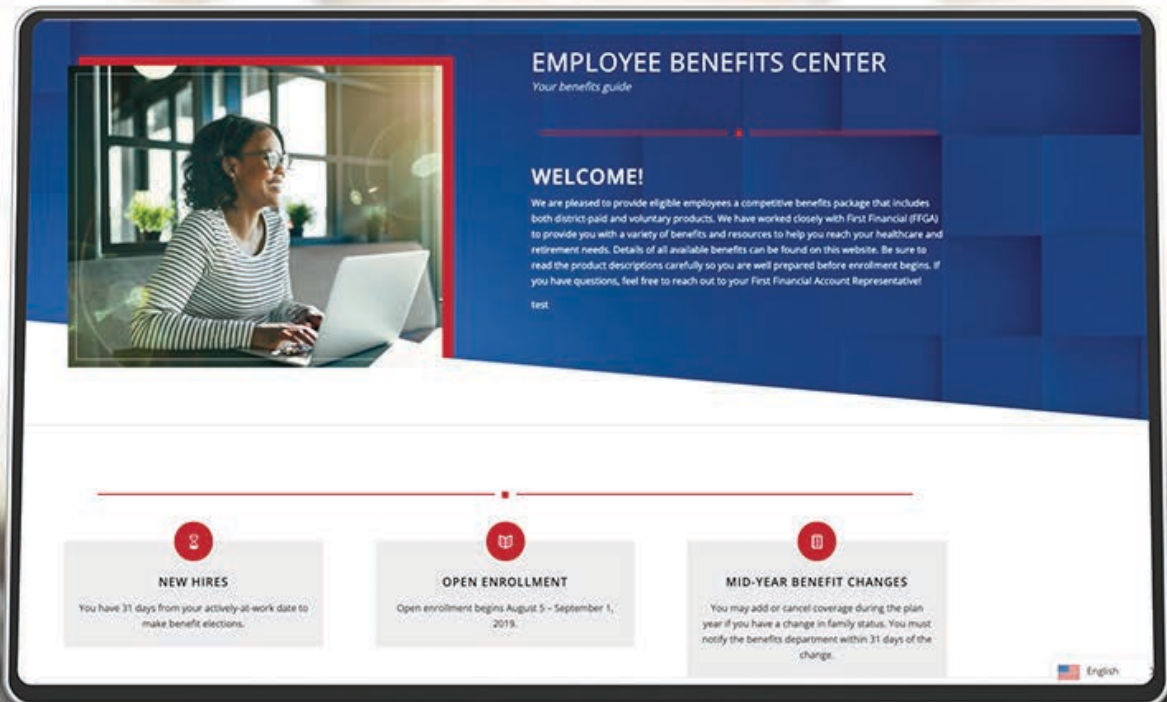 EMPLOYEE BENEFITS CENTER
Your benefits guide
WELCOME!
We are pleased to provide eligible employees a competitive benefits package that includes
both district-paid and voluntary products. We have worked closely with First Financial (FFGA)
to provide you with a variety of benefits and resources to help you reach your healthcare and
retirement needs. Details of all available benefits can be found on this website. Be sure to
read the product descriptions carefully so you are well prepared before enrollment begins. If
you have questions, feel free to reach out to your First Financial Account Representative!
test
NEW HIRES
You have 31 days from your actively-at-work date to
make benefit elections.
OPEN ENROLLMENT
Open enrollment begins August 5 – September 1,
2019.
MID-YEAR BENEFIT CHANGES
You may add or cancel coverage during the plan
year if you have a change in family status. You must
notify the benefits department within 31 days of the
change.
English